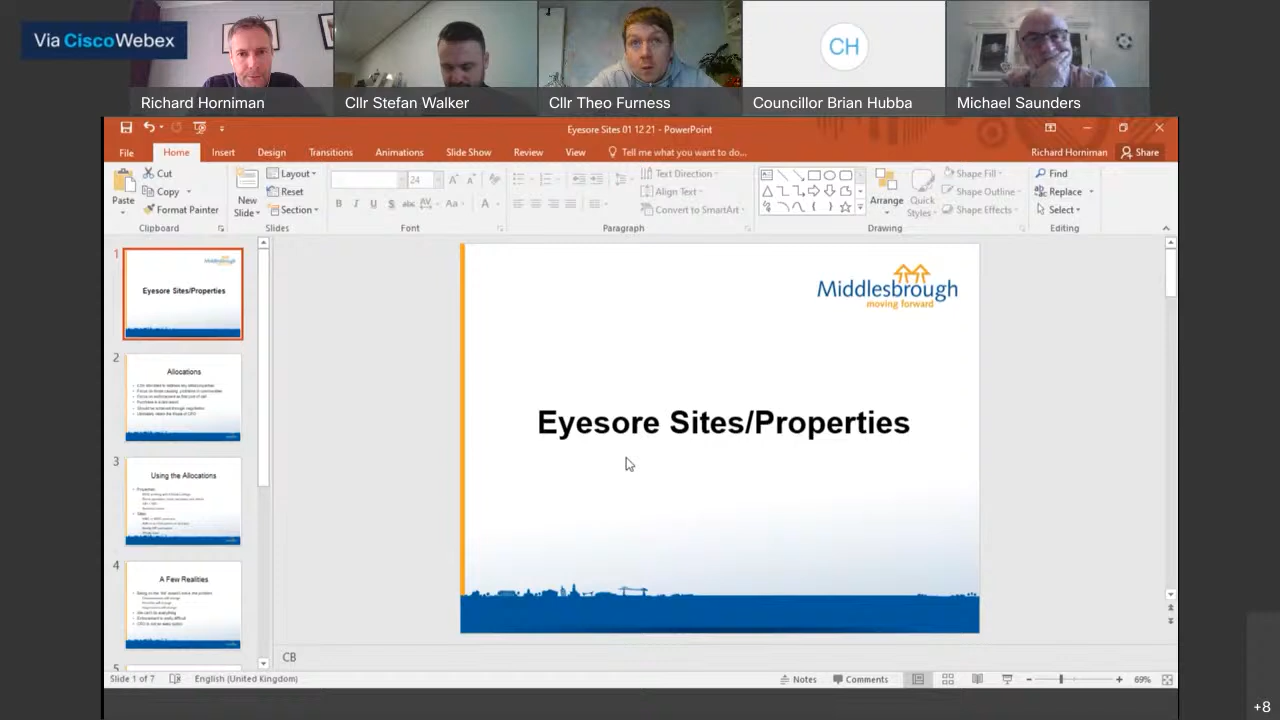 Via CiscoWebex
CH
Richard Horniman
Cllr Stefan Walker
Cllr Theo Furness
Councillor Brian Hubba
Michael Saunders
Eyesore Sites 01 12 21 - PowerPoint
File
Home
Insert
Design
Transitions
Animations
Slide Show
Review
View
Tell me what you want to do...
Richard Horniman
Share
Paste
Cut
Copy
Format Painter
Clipboard
New
Slide
Layout
Reset
Section
Slides
24
B I U S abc AV Aa A
Font
Text Direction
Align Text
Convert to SmartArt
Paragraph
Arrange
Quick
Styles
Shape Fill
Shape Outline
Shape Effects
Drawing
Find
Replace
Select
Editing
1
Middlesbrough
Eyesore Sites/Properties
2
Allocations
3
Using the Allocations
4
A Few Realities
5
Middlesbrough
moving forward
Eyesore Sites/Properties
CB
Slide 1 of 7
English (United Kingdom)
Notes
Comments
69%
+8